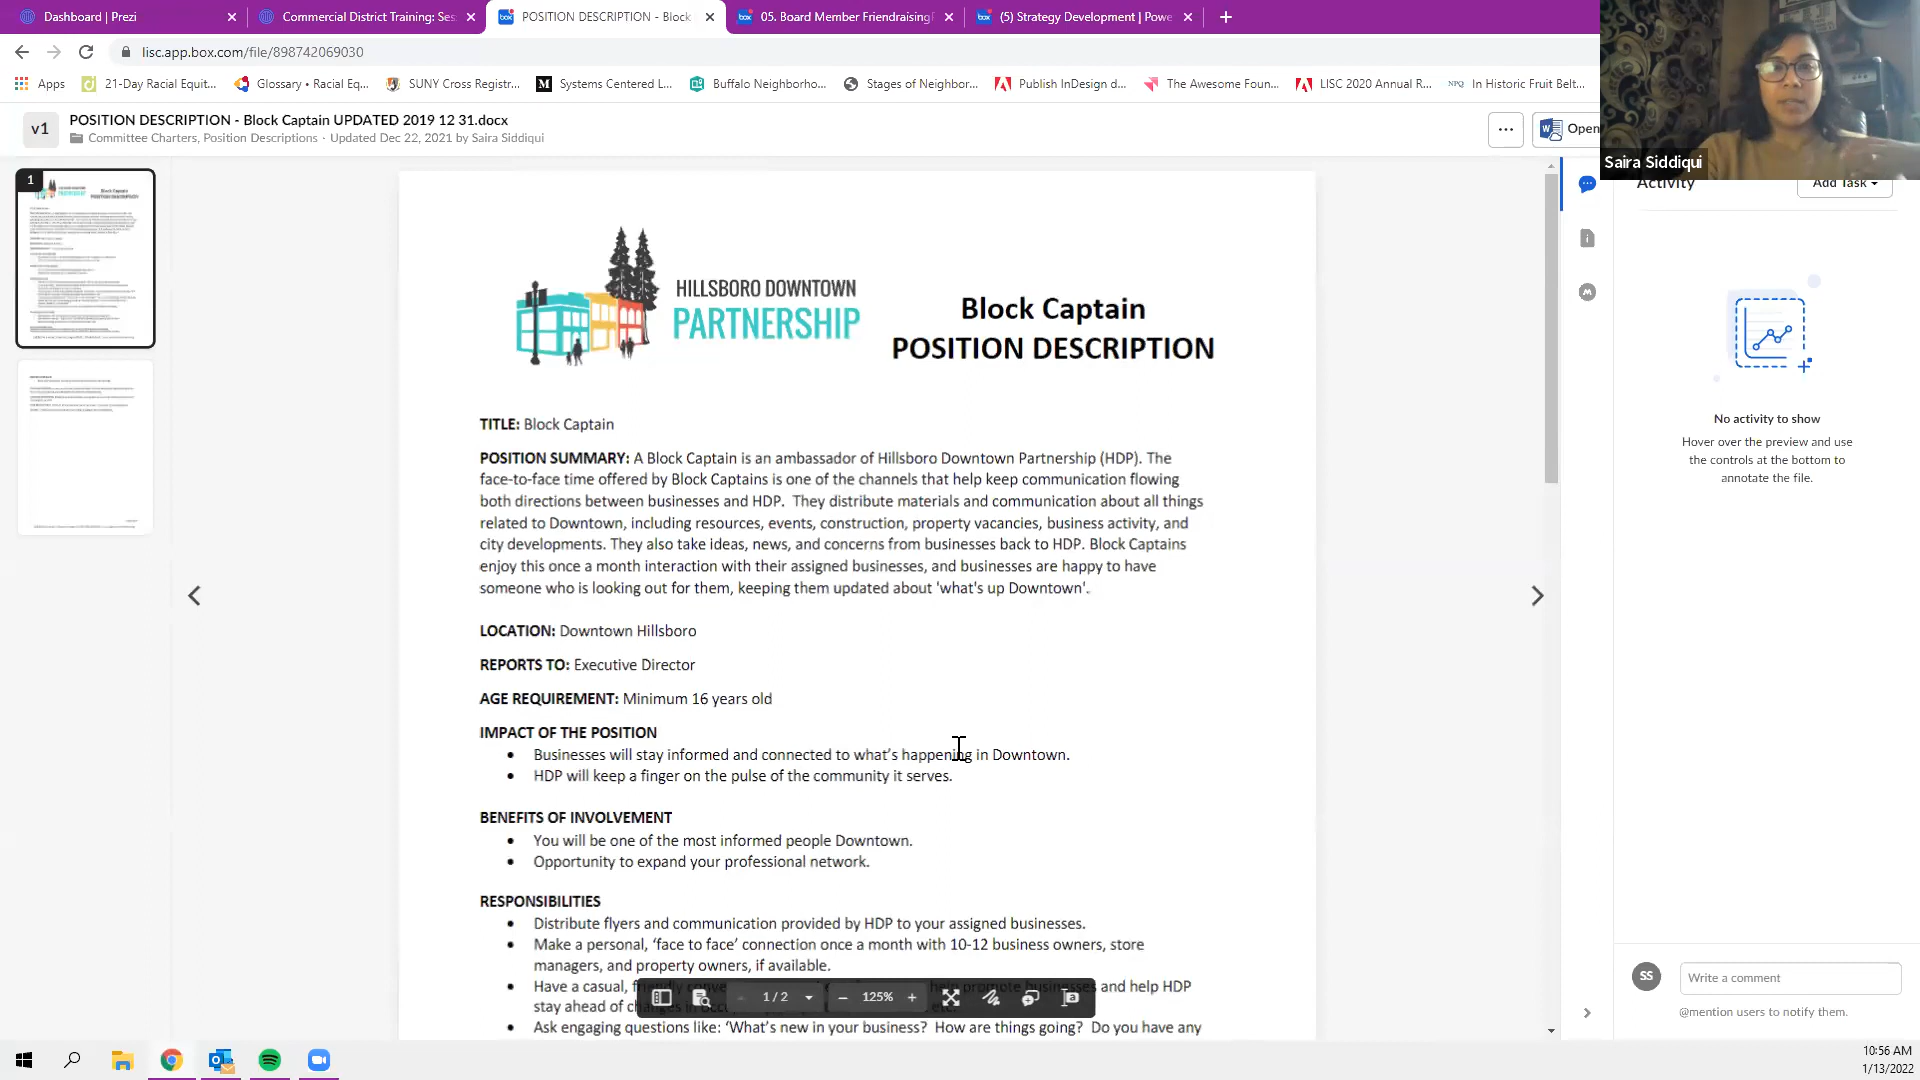 Dashboard | Prezi
Commercial District Training: Ses
POSITION DESCRIPTION - Block
05. Board Member Friendraising
(5) Strategy Development | Powe
lisc.app.box.com/file/898742069030
Apps
21-Day Racial Equit...
Glossary • Racial Eq...
SUNY Cross Registr...
Systems Centered L...
Buffalo Neighborho...
Stages of Neighbor...
Publish InDesign d...
The Awesome Foun...
LISC 2020 Annual R...
NPQ
In Historic Fruit Belt...
v1
POSITION DESCRIPTION - Block Captain UPDATED 2019 12 31.docx
Committee Charters, Position Descriptions · Updated Dec 22, 2021 by Saira Siddiqui
Open
Saira Siddiqui
Activity
Add Task
1
HILLSBORO DOWNTOWN
PARTNERSHIP
Block Captain
POSITION DESCRIPTION
TITLE: Block Captain
POSITION SUMMARY: A Block Captain is an ambassador of Hillsboro Downtown Partnership (HDP). The
face-to-face time offered by Block Captains is one of the channels that help keep communication flowing
both directions between businesses and HDP. They distribute materials and communication about all things
related to Downtown, including resources, events, construction, property vacancies, business activity, and
city developments. They also take ideas, news, and concerns from businesses back to HDP. Block Captains
enjoy this once a month interaction with their assigned businesses, and businesses are happy to have
someone who is looking out for them, keeping them updated about 'what's up Downtown'.
LOCATION: Downtown Hillsboro
REPORTS TO: Executive Director
AGE REQUIREMENT: Minimum 16 years old
IMPACT OF THE POSITION
• Businesses will stay informed and connected to what's happening in Downtown.
• HDP will keep a finger on the pulse of the community it serves.
BENEFITS OF INVOLVEMENT
• You will be one of the most informed people Downtown.
• Opportunity to expand your professional network.
RESPONSIBILITIES
• Distribute flyers and communication provided by HDP to your assigned businesses.
• Make a personal, 'face to face' connection once a month with 10-12 business owners, store
managers, and property owners, if available.
• Have a casual, and help HDP
stay ahead of
• Ask engaging questions like: 'What's new in your business? How are things going? Do you have any
1 / 2
125%
No activity to show
Hover over the preview and use
the controls at the bottom to
annotate the file.
SS
Write a comment
@mention users to notify them.
10:56 AM
1/13/2022